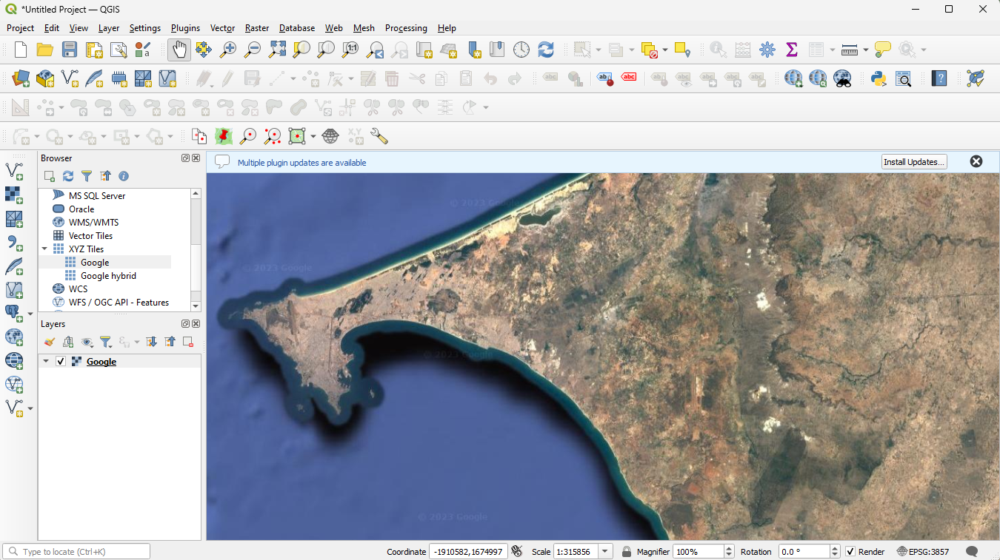 *Untitled Project — QGIS
Project Edit View Layer Settings Plugins Vector Raster Database Web Mesh Processing Help
Browser
Multiple plugin updates are available
Install Updates...
MS SQL Server
Oracle
WMS/WMTS
Vector Tiles
XYZ Tiles
Google
Google hybrid
WCS
WFS / OGC API - Features
Layers
Google
© 2023 Google
© 2023 Google
© 2023 Google
© 2023 Google
Type to locate (Ctrl+K)
Coordinate -1910582,1674997 Scale 1:315856 Magnifier 100% Rotation 0.0 ° Render EPSG:3857